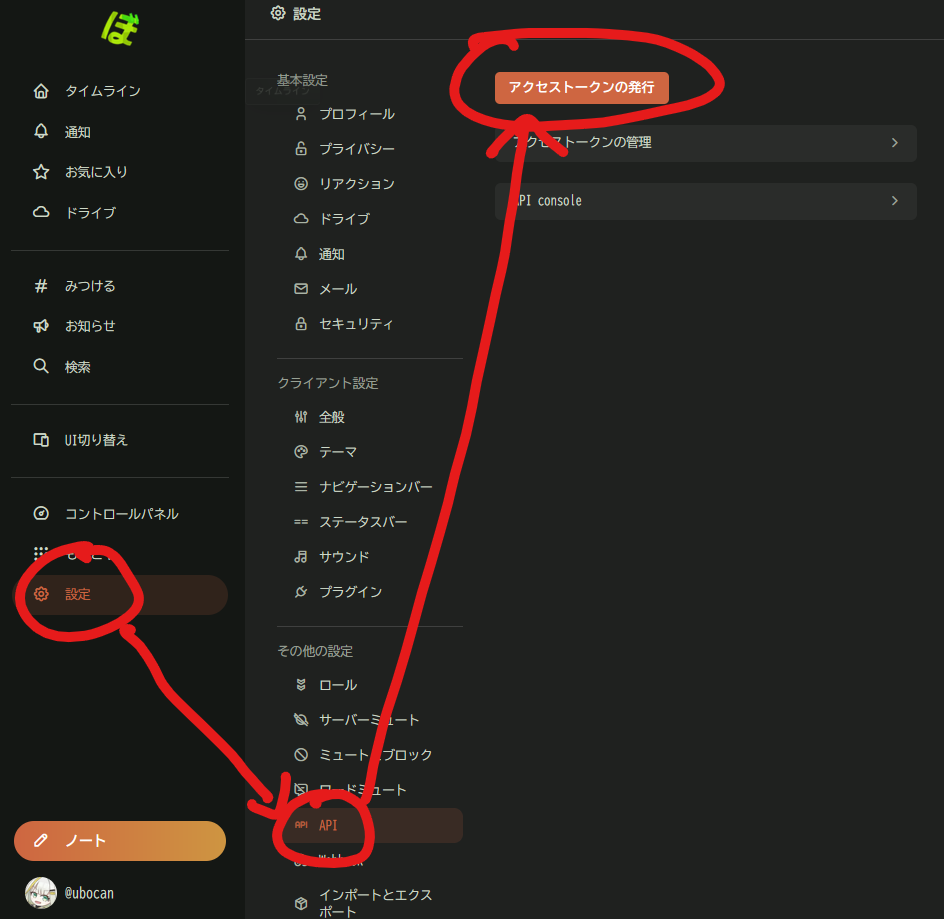 ぼ
タイムライン
通知
お気に入り
ドライブ
みつける
お知らせ
検索
UI切り替え
コントロールパネル
設定
ノート
@ubocan
設定
基本設定
タイムライン
プロフィール
プライバシー
リアクション
ドライブ
通知
メール
セキュリティ
クライアント設定
全般
テーマ
ナビゲーションバー
ステータスバー
サウンド
プラグイン
その他の設定
ロール
サーバーミュート
ミュートとブロック
ワードミュート
API API
Webhook
インポートとエクス
ポート
アクセストークンの発行
アクセストークンの管理
API console